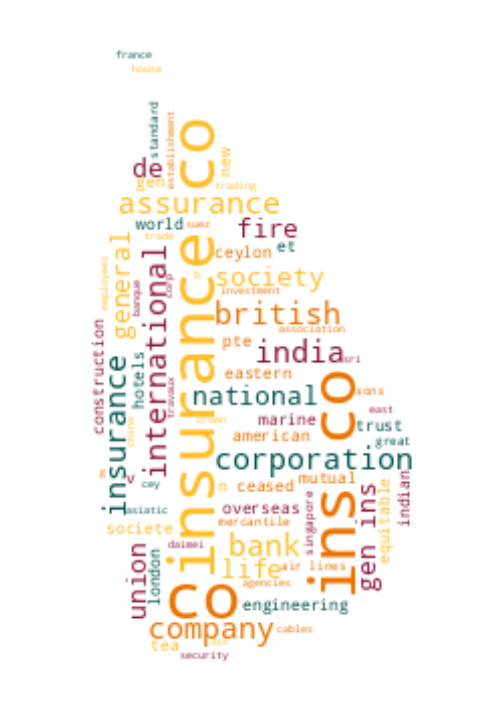 france
house
standard
establishment
insurance co
new
de
gen
trading
assurance
world
suez
fire
trade
et
ceylon
general
international
employees
banque
corp
b
society
investment
british
association
construction
pte
india
sri
insurance
hotels
travaux
eastern
national
ins co
sons
crown
marine
east
american
trust
great
china
corporation
v
cey
n
ceased
mutual
indian
equitable
gen ins
asiatic
overseas
singapore
societe
mercantile
union
london
daimei
bank
life
air lines
agencies
co
engineering
company
cables
tea
security